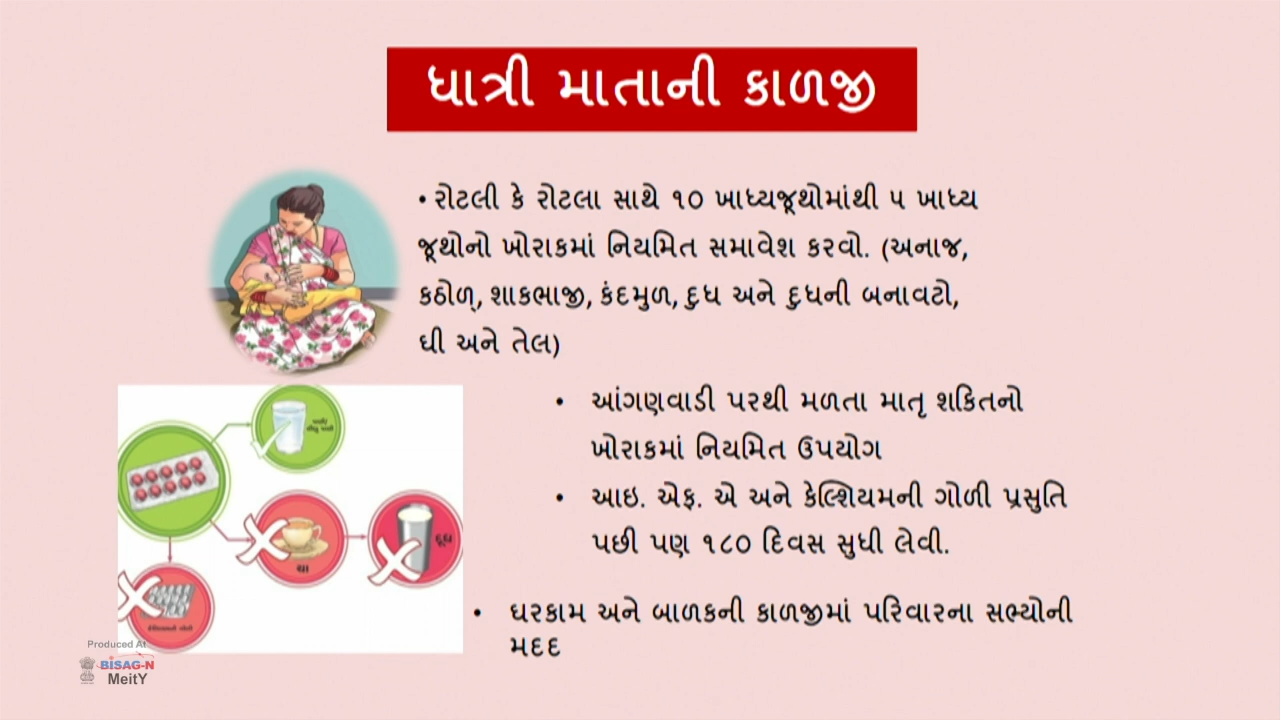 ધાત્રી માતાની કાળજી
• રોટલી કે રોટલા સાથે ૧૦ ખાધ્યજૂથોમાંથી ૫ ખાધ્ય
જૂથોનો ખોરાકમાં નિયમિત સમાવેશ કરવો. (અનાજ,
કઠોળ્, શાકભાજી, કંદમુળ, દુધ અને દુધની બનાવટો,
ઘી અને તેલ)
• આંગણવાડી પરથી મળતા માતૃ શકિતનો
ખોરાકમાં નિયમિત ઉપયોગ
• આઇ. એફ. એ અને કેલ્શિયમની ગોળી પ્રસુતિ
પછી પણ ૧૮૦ દિવસ સુધી લેવી.
• ઘરકામ અને બાળકની કાળજીમાં પરિવારના સભ્યોની
મદદ
ચા
દૂધ
Produced At
BISAG-N
MeitY